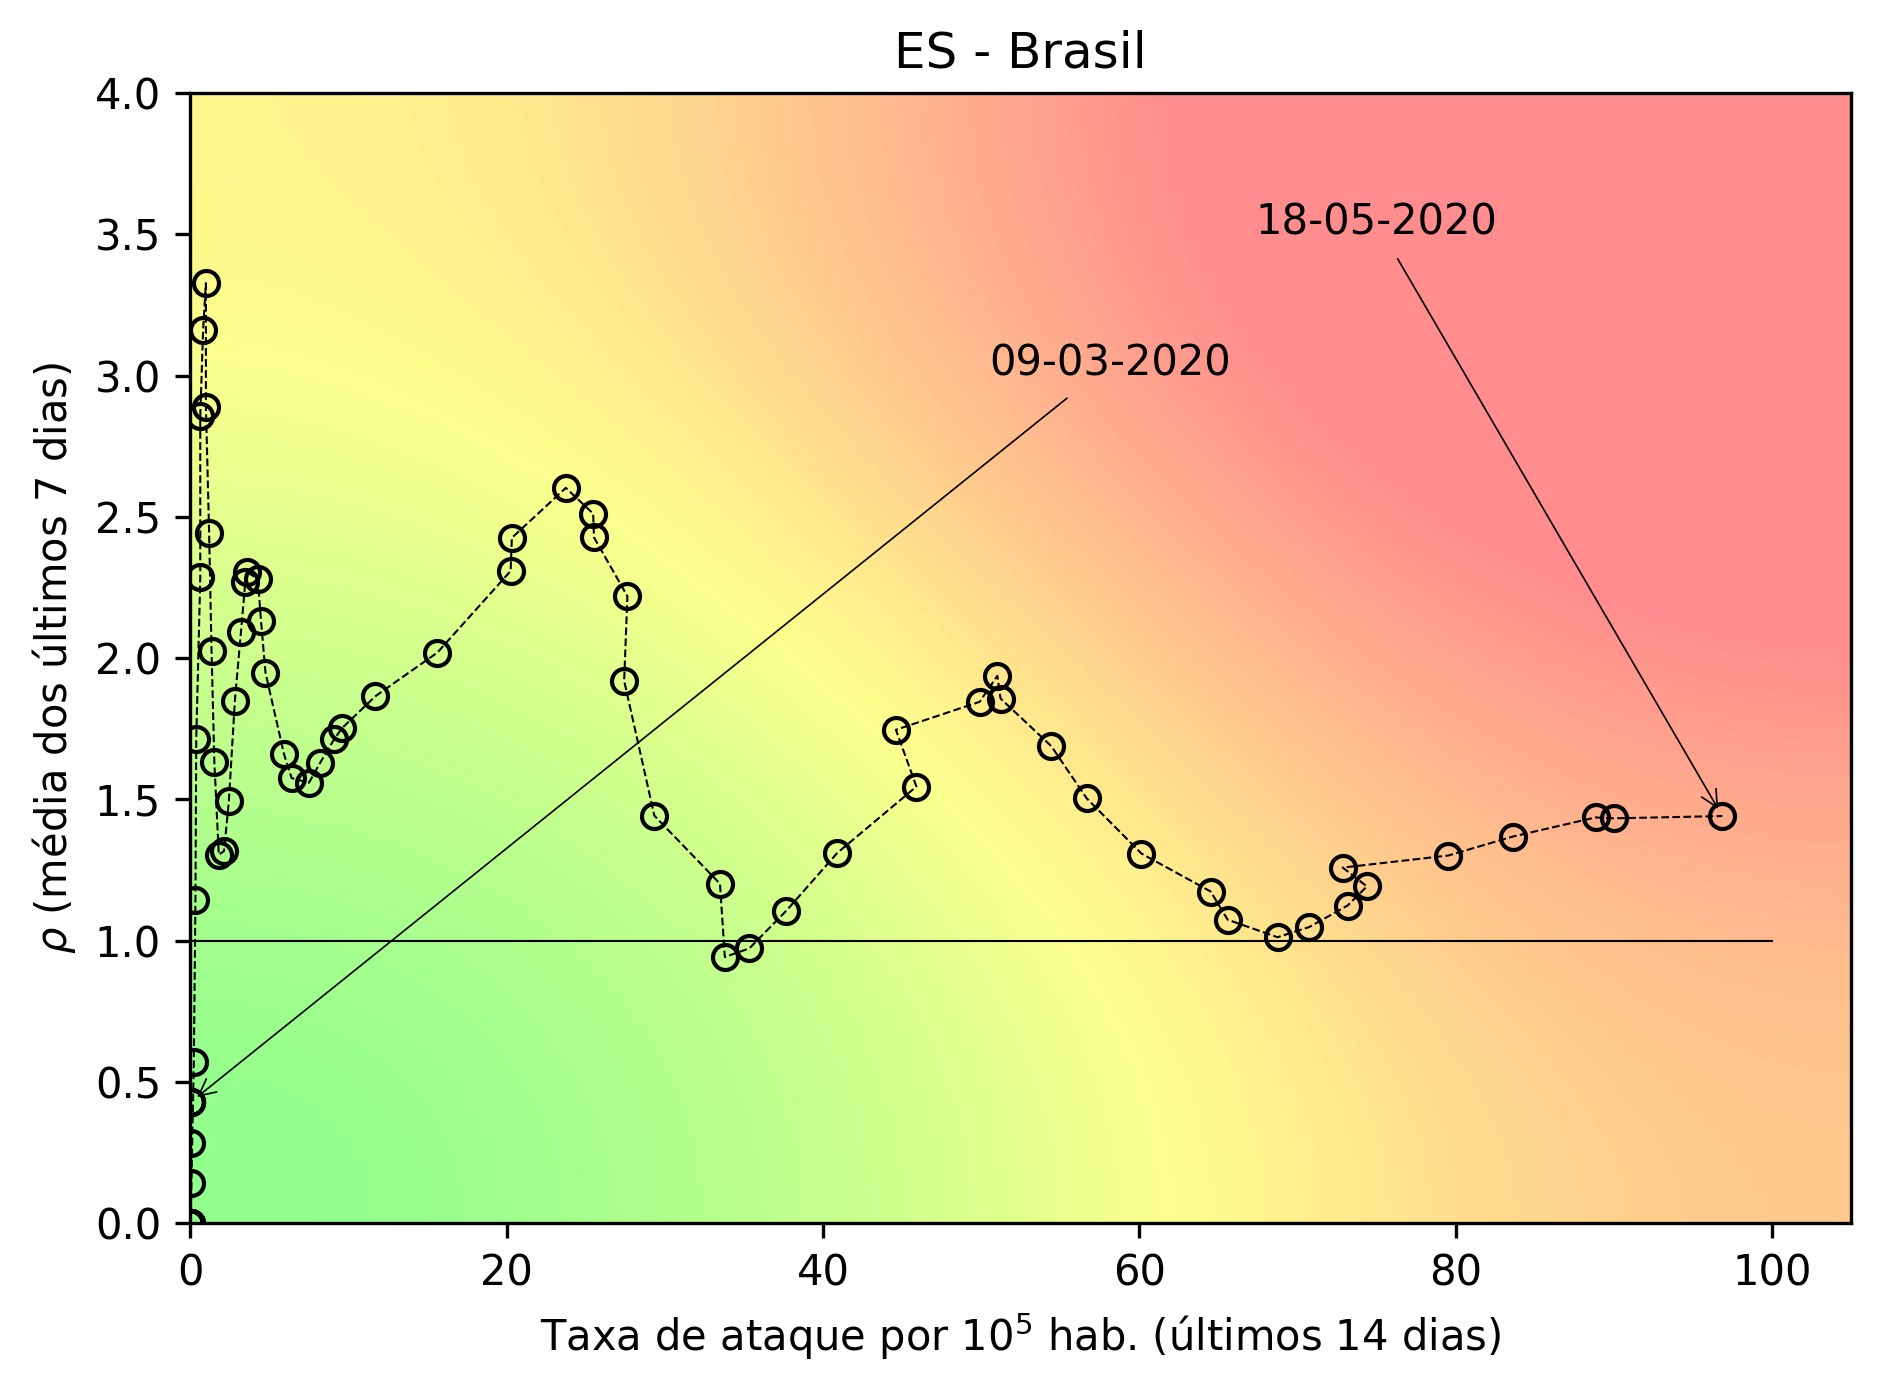 ES - Brasil
4.0
3.5
3.0
2.5
2.0
1.5
1.0
0.5
0.0
ρ (média dos últimos 7 dias)
18-05-2020
09-03-2020
0 20 40 60 80 100
Taxa de ataque por 10⁵ hab. (últimos 14 dias)